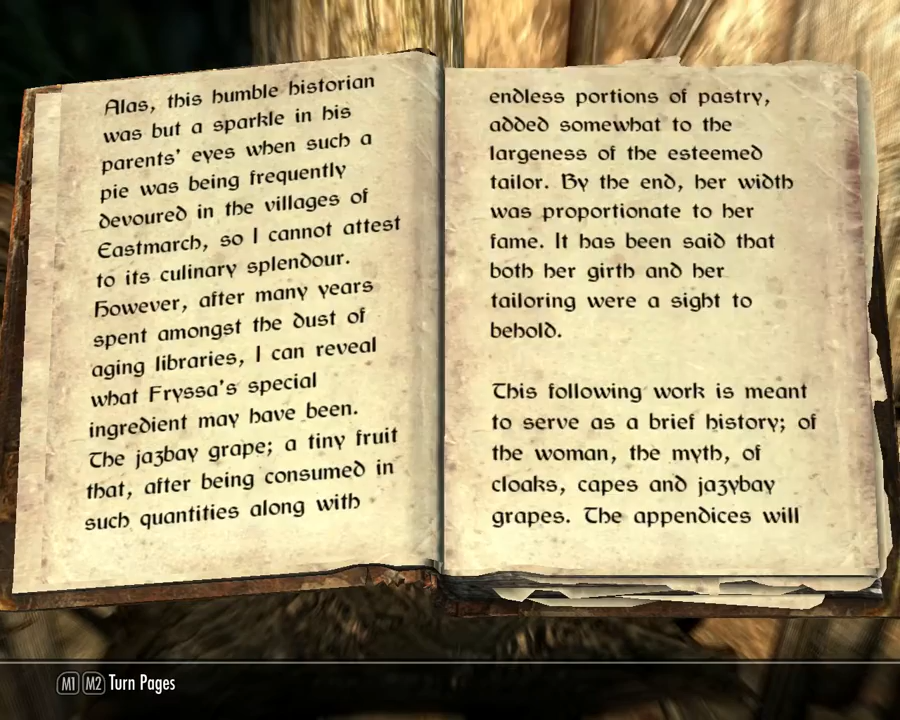 Alas, this humble historian
was but a sparkle in his
parents' eyes when such a
pie was being frequently
devoured in the villages of
Eastmarch, so I cannot attest
to its culinary splendour.
However, after many years
spent amongst the dust of
aging libraries, I can reveal
what Fryssa's special
ingredient may have been.
The jazbay grape; a tiny fruit
that, after being consumed in
such quantities along with
endless portions of pastry,
added somewhat to the
largeness of the esteemed
tailor. By the end, her width
was proportionate to her
fame. It has been said that
both her girth and her
tailoring were a sight to
behold.
This following work is meant
to serve as a brief history; of
the woman, the myth, of
cloaks, capes and jazybay
grapes. The appendices will
M1 M2 Turn Pages